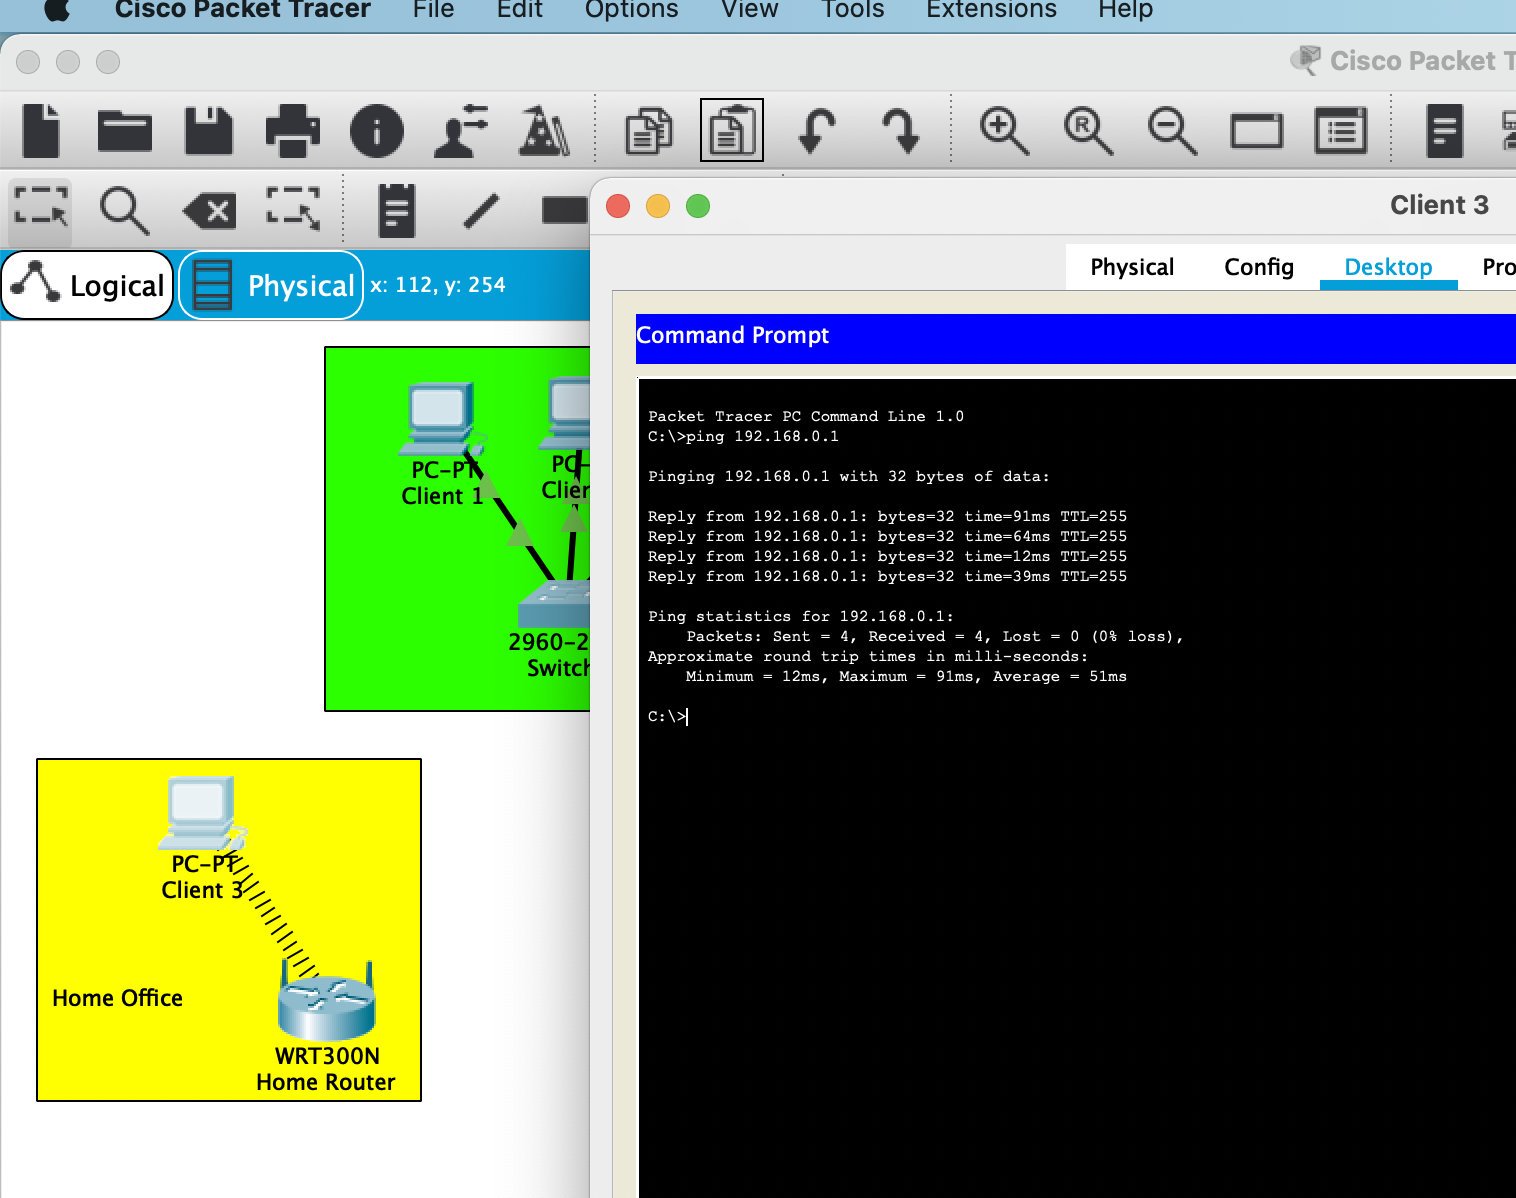 Cisco Packet Tracer File Edit Options View Tools Extensions Help
Cisco Packet T
Client 3
Logical Physical x: 112, y: 254
Physical Config Desktop Pro
Command Prompt
PC-PT
Client 1
PC-
Clier
2960-2
Switch
Packet Tracer PC Command Line 1.0
C:\>ping 192.168.0.1
Pinging 192.168.0.1 with 32 bytes of data:
Reply from 192.168.0.1: bytes=32 time=91ms TTL=255
Reply from 192.168.0.1: bytes=32 time=64ms TTL=255
Reply from 192.168.0.1: bytes=32 time=12ms TTL=255
Reply from 192.168.0.1: bytes=32 time=39ms TTL=255
Ping statistics for 192.168.0.1:
Packets: Sent = 4, Received = 4, Lost = 0 (0% loss),
Approximate round trip times in milli-seconds:
Minimum = 12ms, Maximum = 91ms, Average = 51ms
C:\>
PC-PT
Client 3
Home Office
WRT300N
Home Router